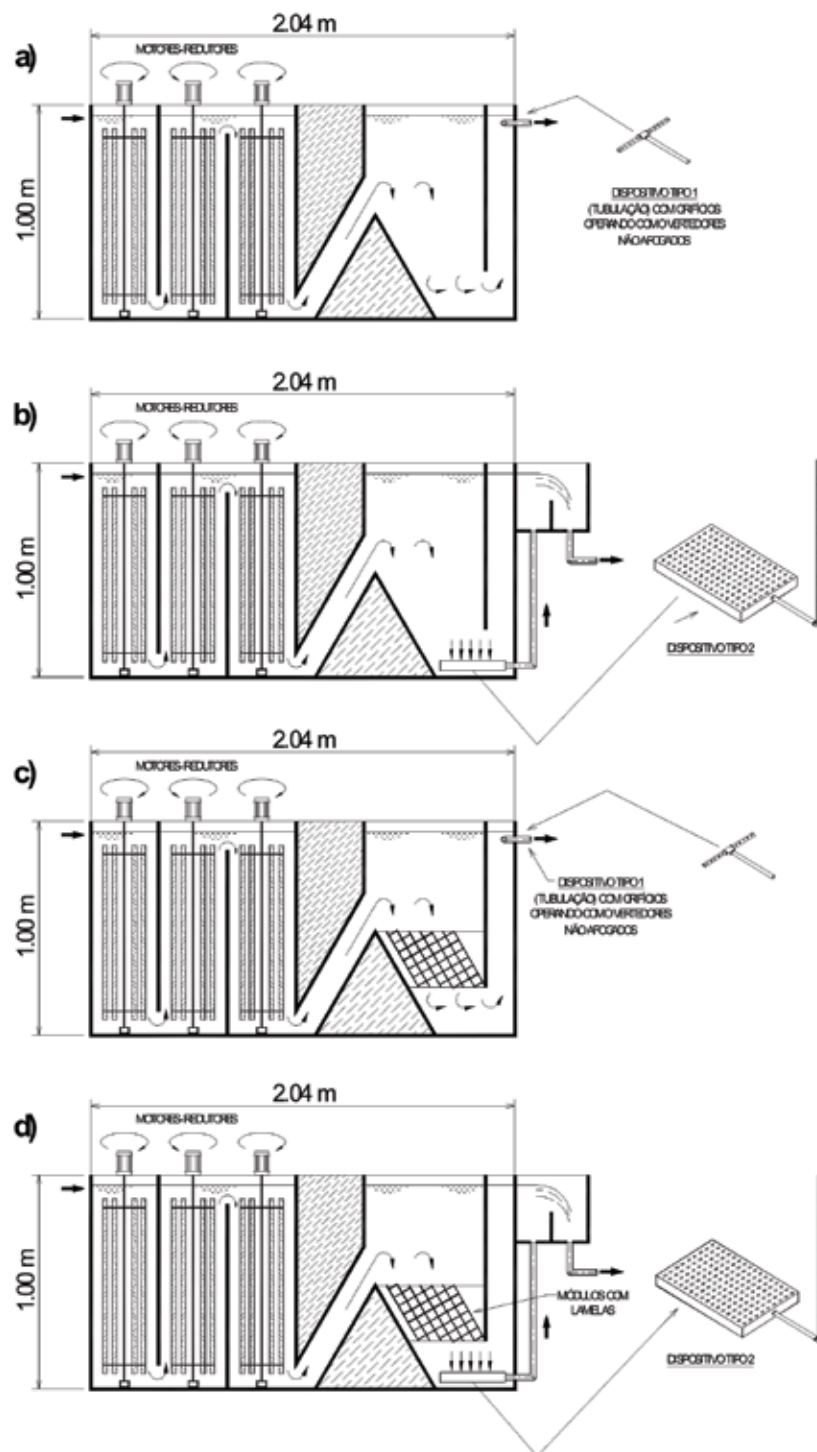 a)
2.04 m
MOTORES-REDUTORES
1.00 m
DISPOSITIVO TIPO 1
(TUBULAÇÃO) COM ORIFÍCIOS
OPERANDO COMO VERTEDORES
NÃO AFOGADOS
b)
2.04 m
MOTORES-REDUTORES
1.00 m
DISPOSITIVO TIPO 2
c)
2.04 m
MOTORES-REDUTORES
1.00 m
DISPOSITIVO TIPO 1
(TUBULAÇÃO) COM ORIFÍCIOS
OPERANDO COMO VERTEDORES
NÃO AFOGADOS
d)
2.04 m
MOTORES-REDUTORES
1.00 m
MÓDULOS COM
LAMELAS
DISPOSITIVO TIPO 2